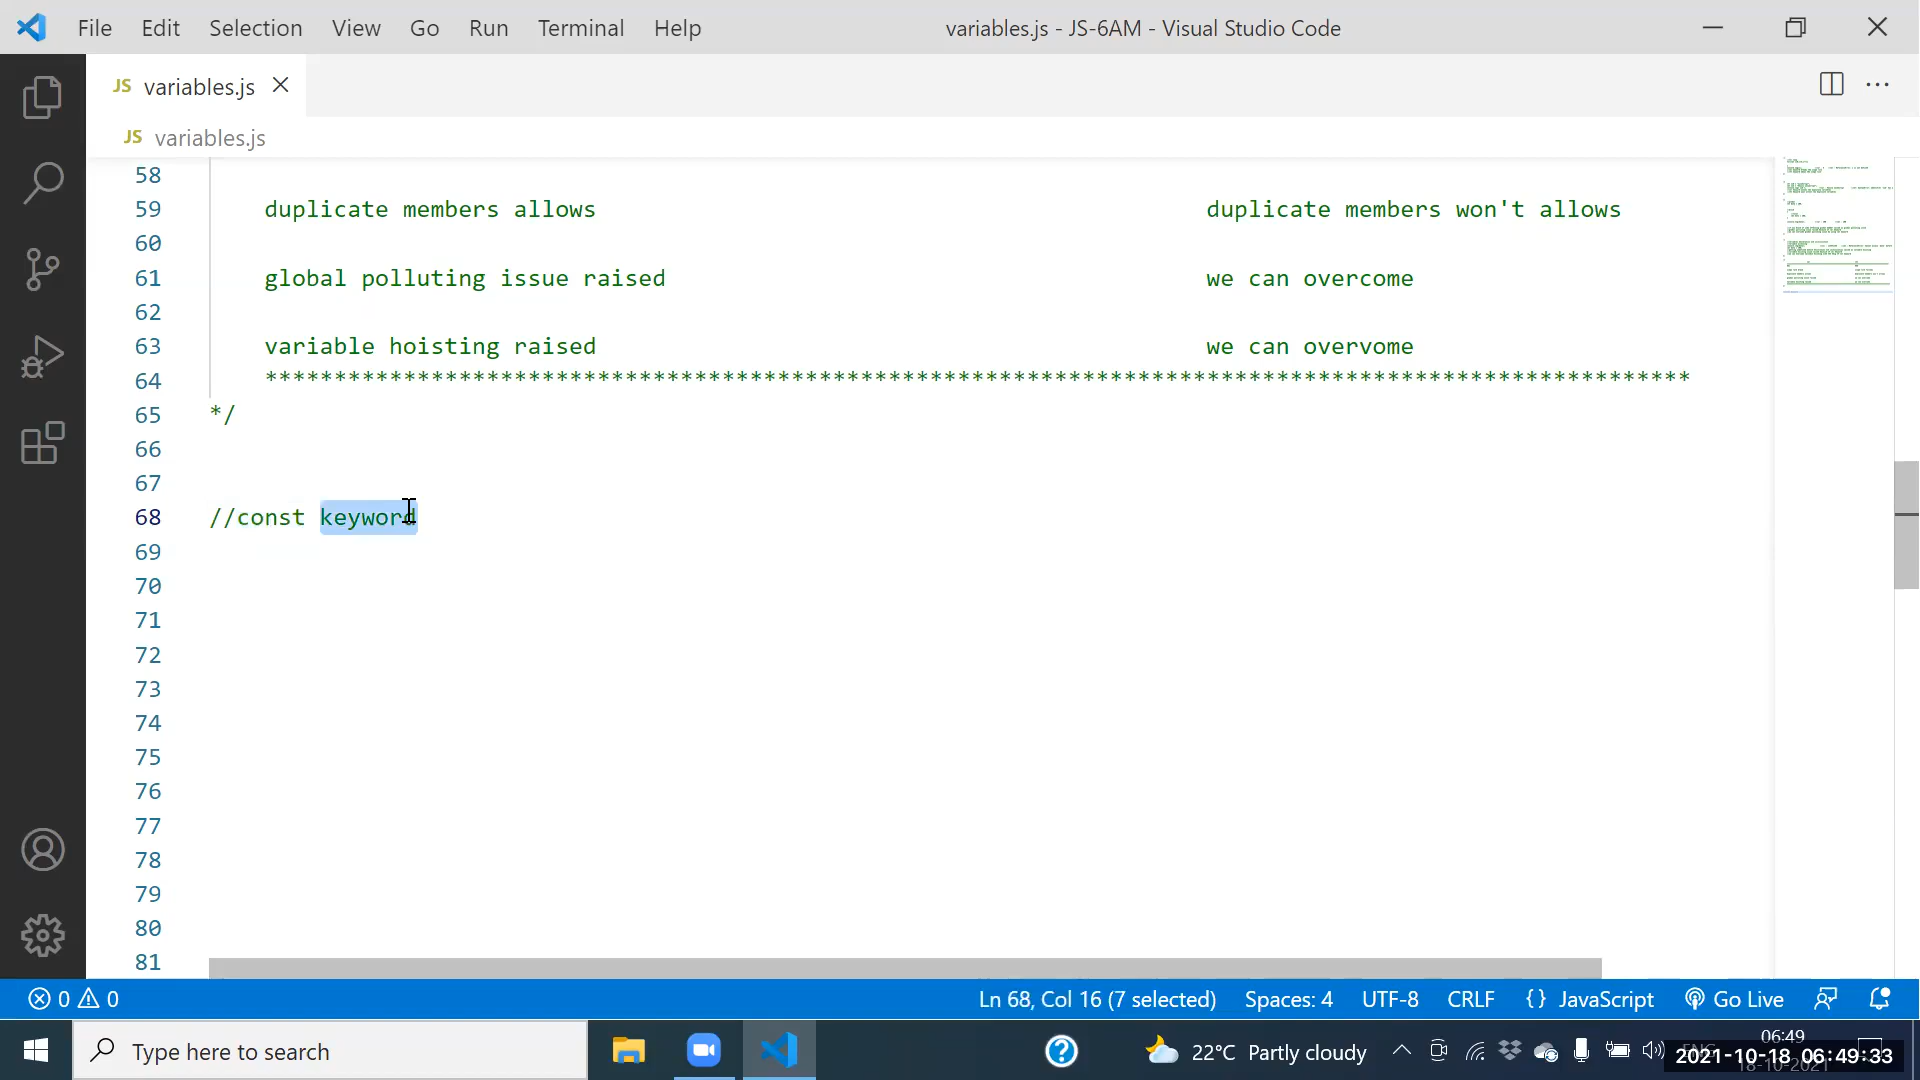 File Edit Selection View Go Run Terminal Help variables.js - JS-6AM - Visual Studio Code
JS variables.js
JS variables.js
58
59 duplicate members allows duplicate members won't allows
60
61 global polluting issue raised we can overcome
62
63 variable hoisting raised we can overvome
64 ********************************************************************************************************
65 */
66
67
68 //const keyword
69
70
71
72
73
74
75
76
77
78
79
80
81
0 0 Ln 68, Col 16 (7 selected) Spaces: 4 UTF-8 CRLF {} JavaScript Go Live
Type here to search 22°C Partly cloudy ENG 06:49
18-10-2021
2021-10-18 06:49:33